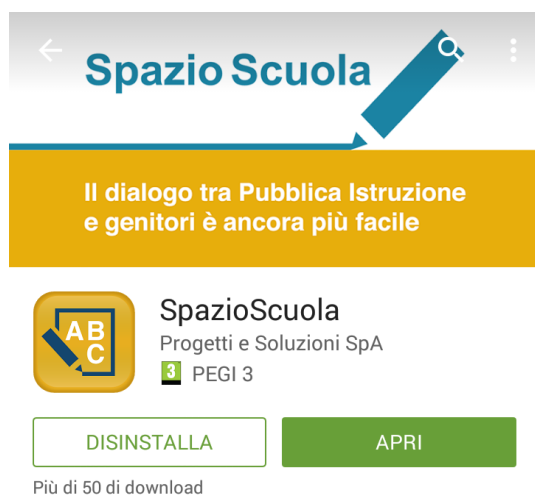 Spazio Scuola
Il dialogo tra Pubblica Istruzione
e genitori è ancora più facile
AB
C
SpazioScuola
Progetti e Soluzioni SpA
3 PEGI 3
DISINSTALLA APRI
Più di 50 di download